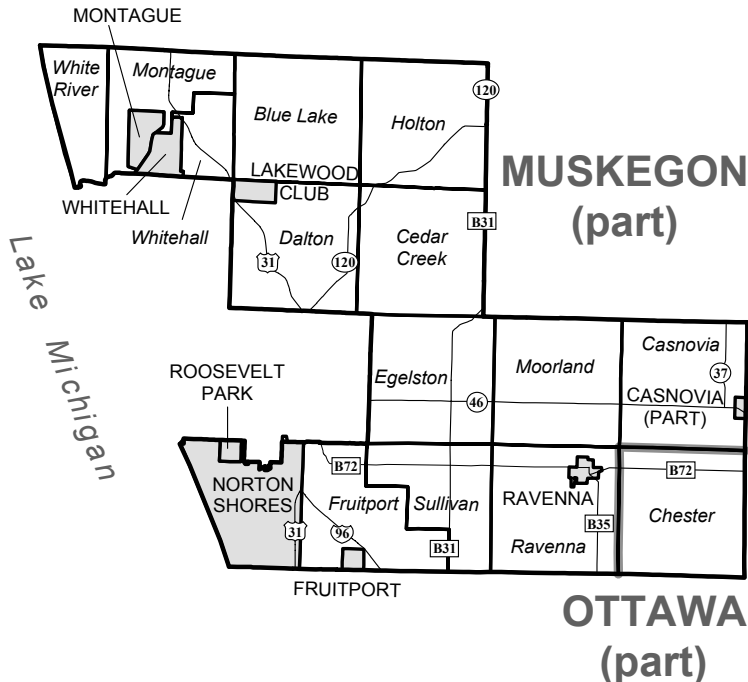 MONTAGUE
White
River
Montague
Blue Lake
Holton
120
MUSKEGON
(part)
LAKEWOOD
CLUB
WHITEHALL
Whitehall
Dalton
31
120
Cedar
Creek
B31
Lake Michigan
ROOSEVELT
PARK
Egelston
46
Moorland
Casnovia
37
CASNOVIA
(PART)
NORTON
SHORES
31
B72
Fruitport
96
Sullivan
B31
RAVENNA
B35
Ravenna
B72
Chester
FRUITPORT
OTTAWA
(part)